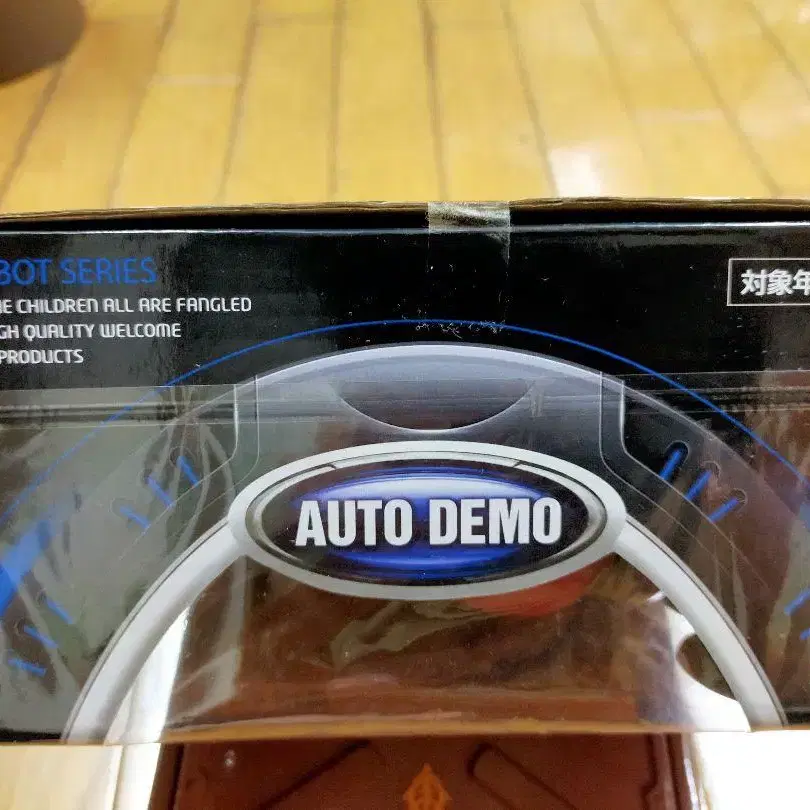 BOT SERIES
E CHILDREN ALL ARE FANGLED
GH QUALITY WELCOME
PRODUCTS
対象年
AUTO DEMO